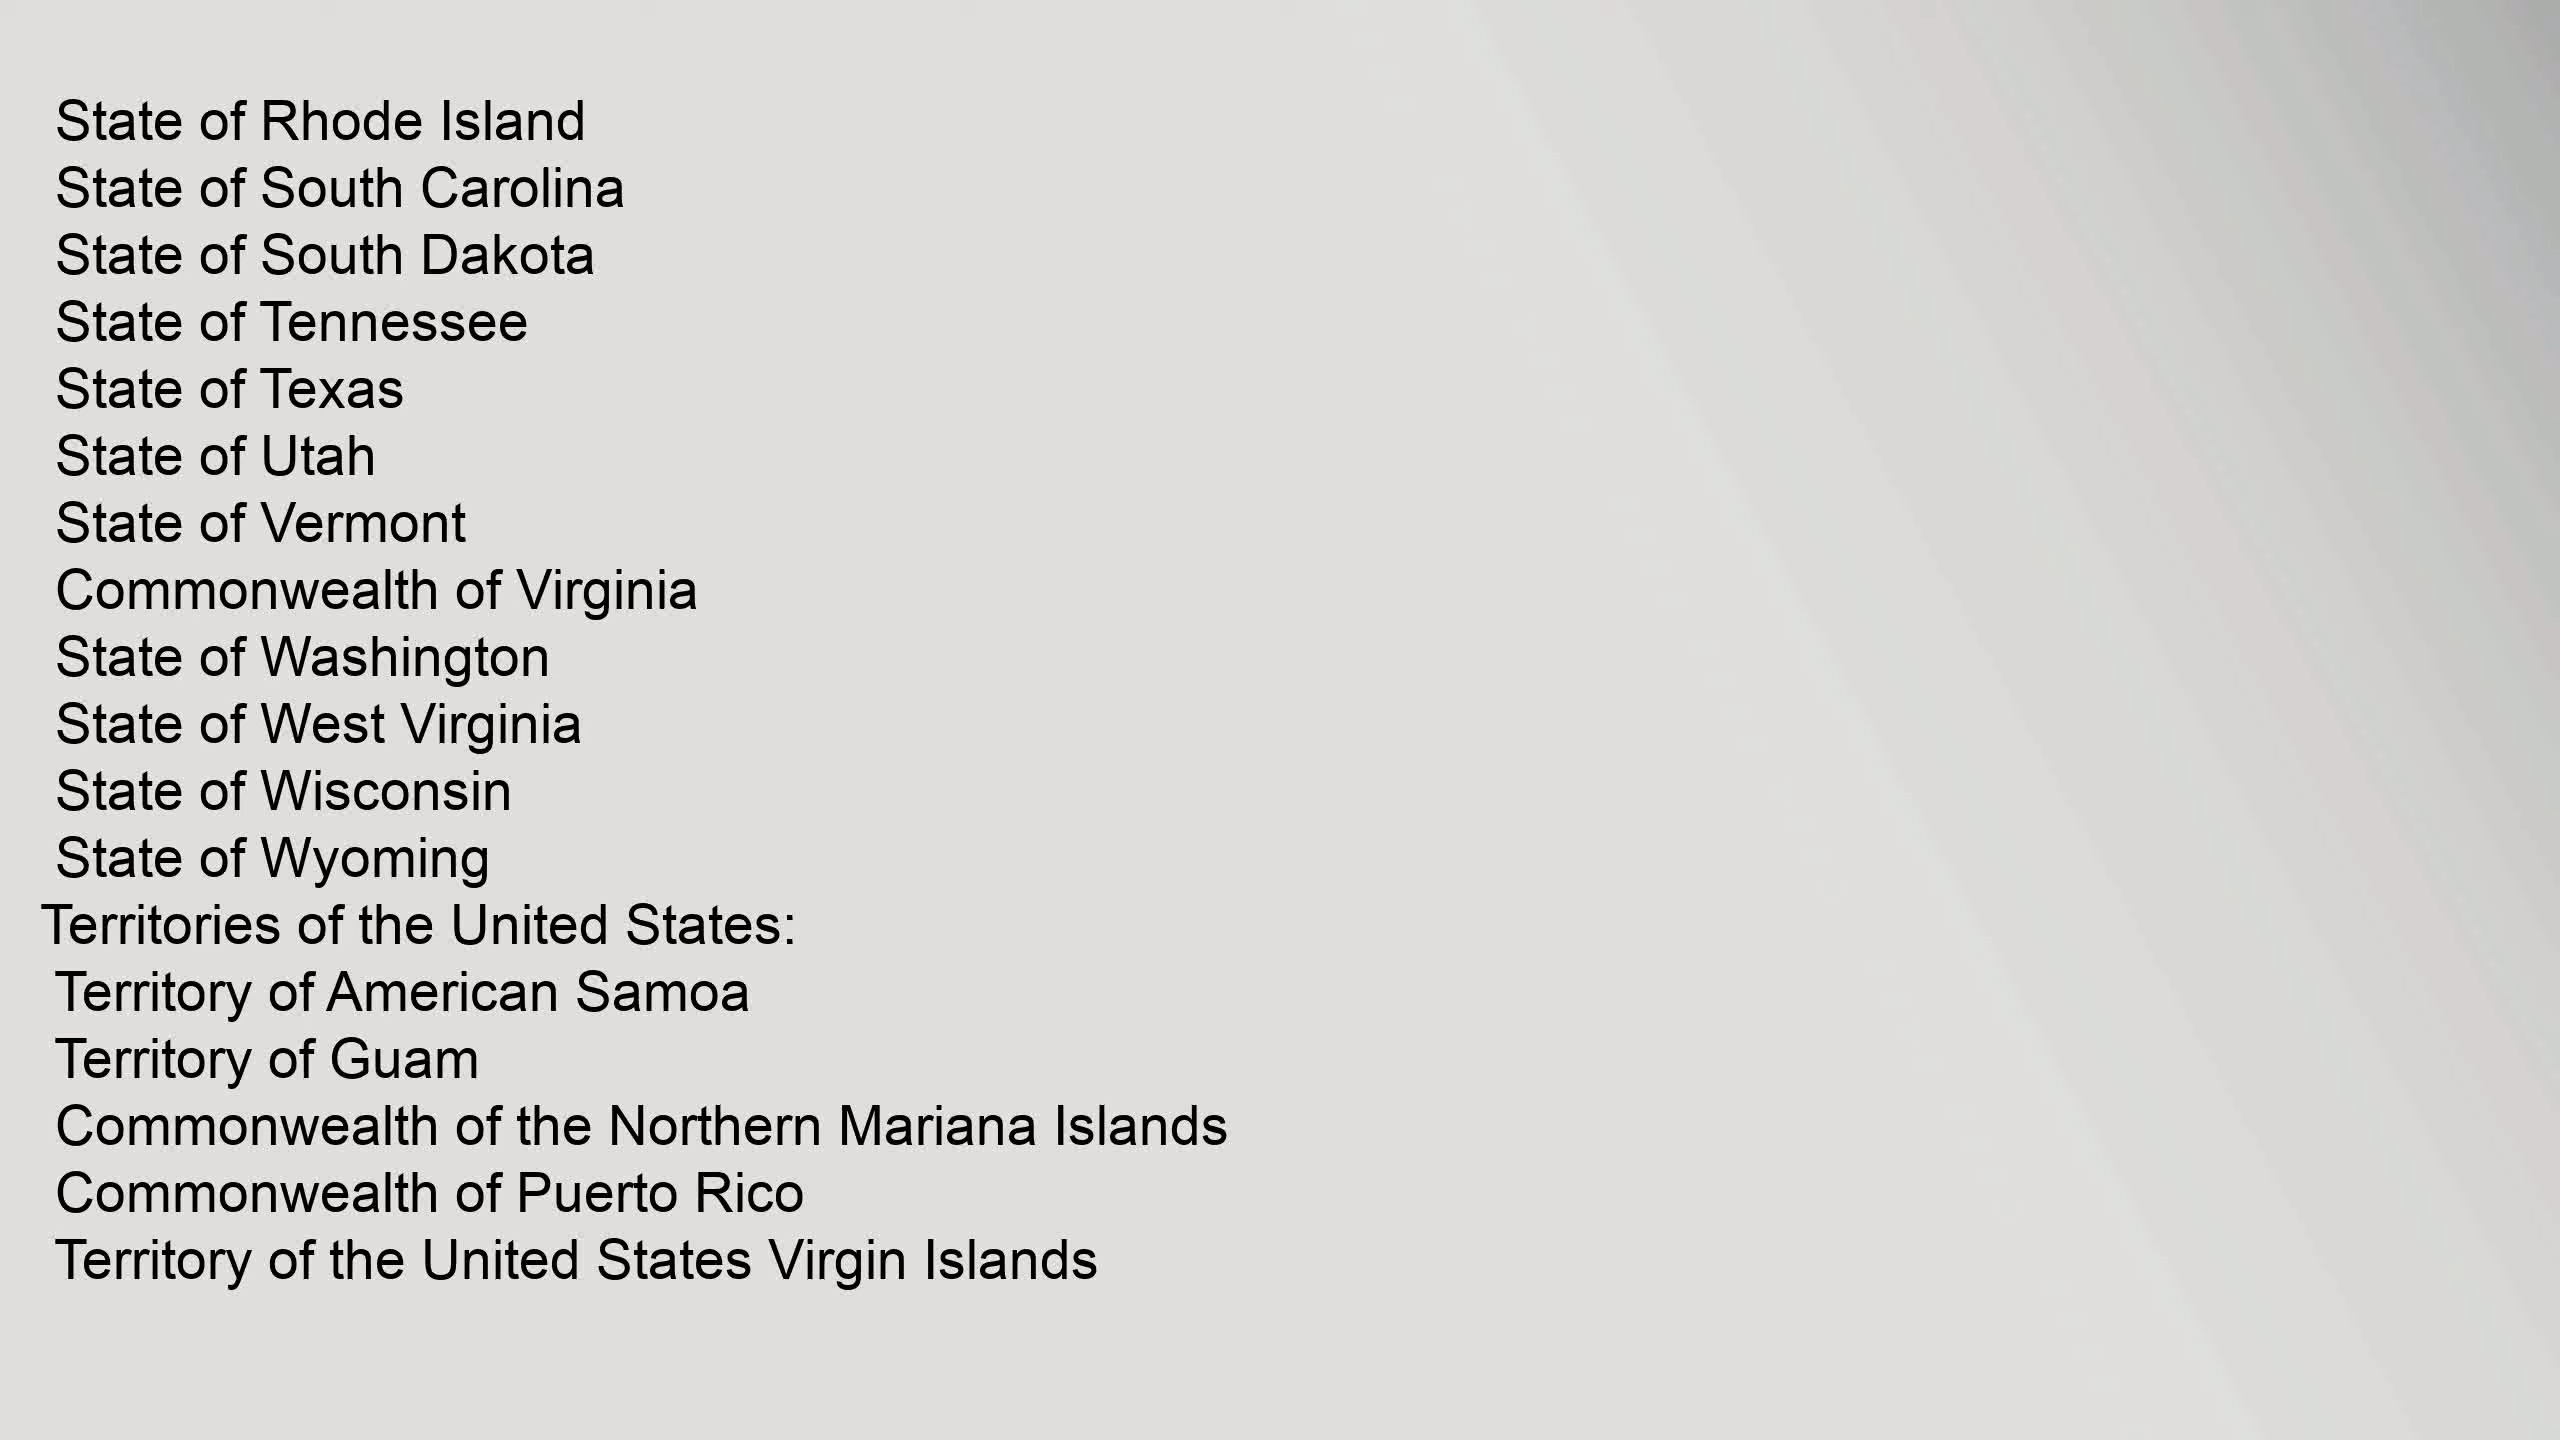 State of Rhode Island
State of South Carolina
State of South Dakota
State of Tennessee
State of Texas
State of Utah
State of Vermont
Commonwealth of Virginia
State of Washington
State of West Virginia
State of Wisconsin
State of Wyoming
Territories of the United States:
Territory of American Samoa
Territory of Guam
Commonwealth of the Northern Mariana Islands
Commonwealth of Puerto Rico
Territory of the United States Virgin Islands